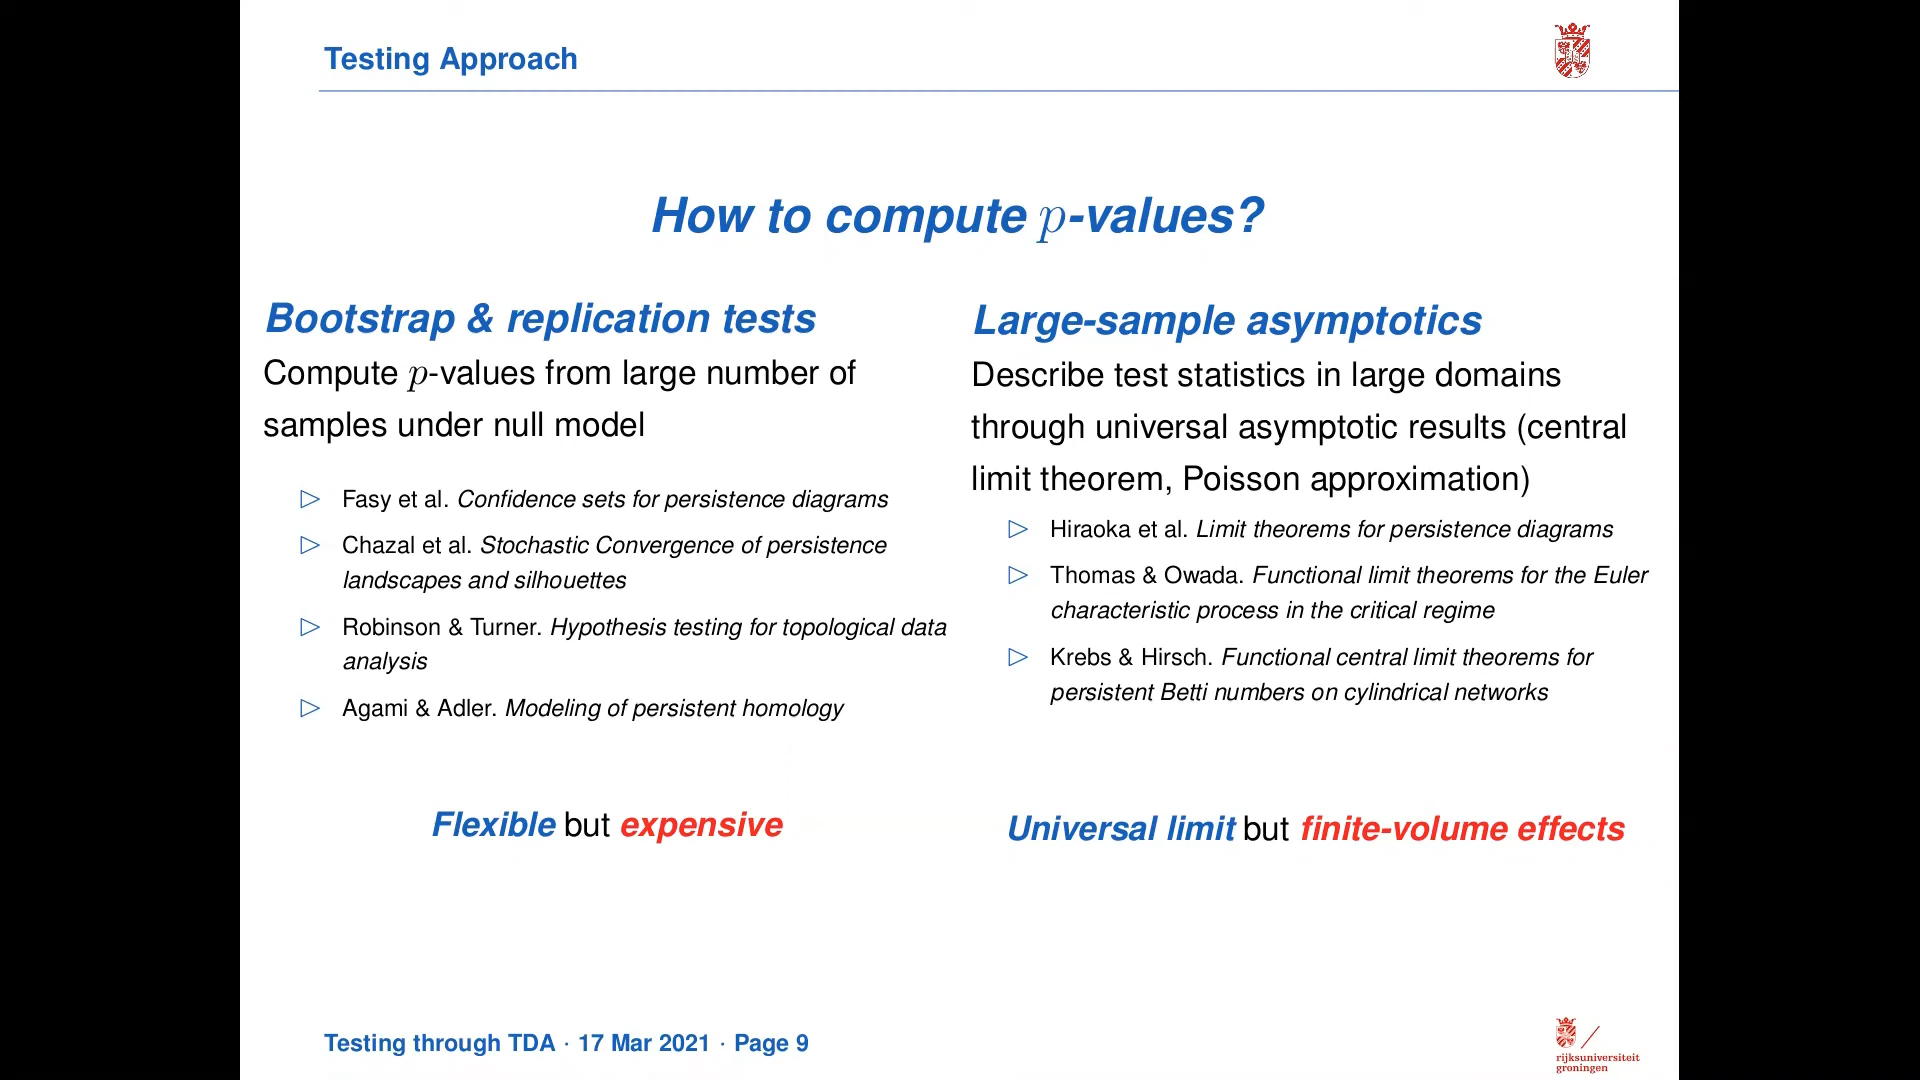 Testing Approach
How to compute p-values?
Bootstrap & replication tests
Compute p-values from large number of
samples under null model
▷ Fasy et al. Confidence sets for persistence diagrams
▷ Chazal et al. Stochastic Convergence of persistence
landscapes and silhouettes
▷ Robinson & Turner. Hypothesis testing for topological data
analysis
▷ Agami & Adler. Modeling of persistent homology
Flexible but expensive
Large-sample asymptotics
Describe test statistics in large domains
through universal asymptotic results (central
limit theorem, Poisson approximation)
▷ Hiraoka et al. Limit theorems for persistence diagrams
▷ Thomas & Owada. Functional limit theorems for the Euler
characteristic process in the critical regime
▷ Krebs & Hirsch. Functional central limit theorems for
persistent Betti numbers on cylindrical networks
Universal limit but finite-volume effects
Testing through TDA · 17 Mar 2021 · Page 9
rijksuniversiteit
groningen